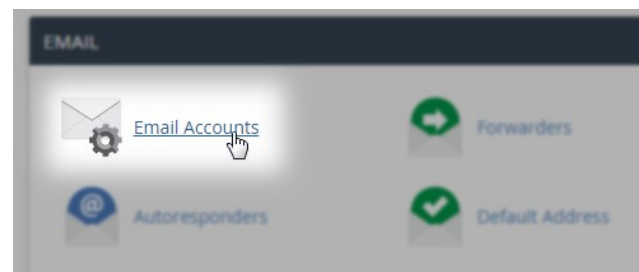 EMAIL
Email Accounts
Forwarders
@
Autoresponders
Default Address